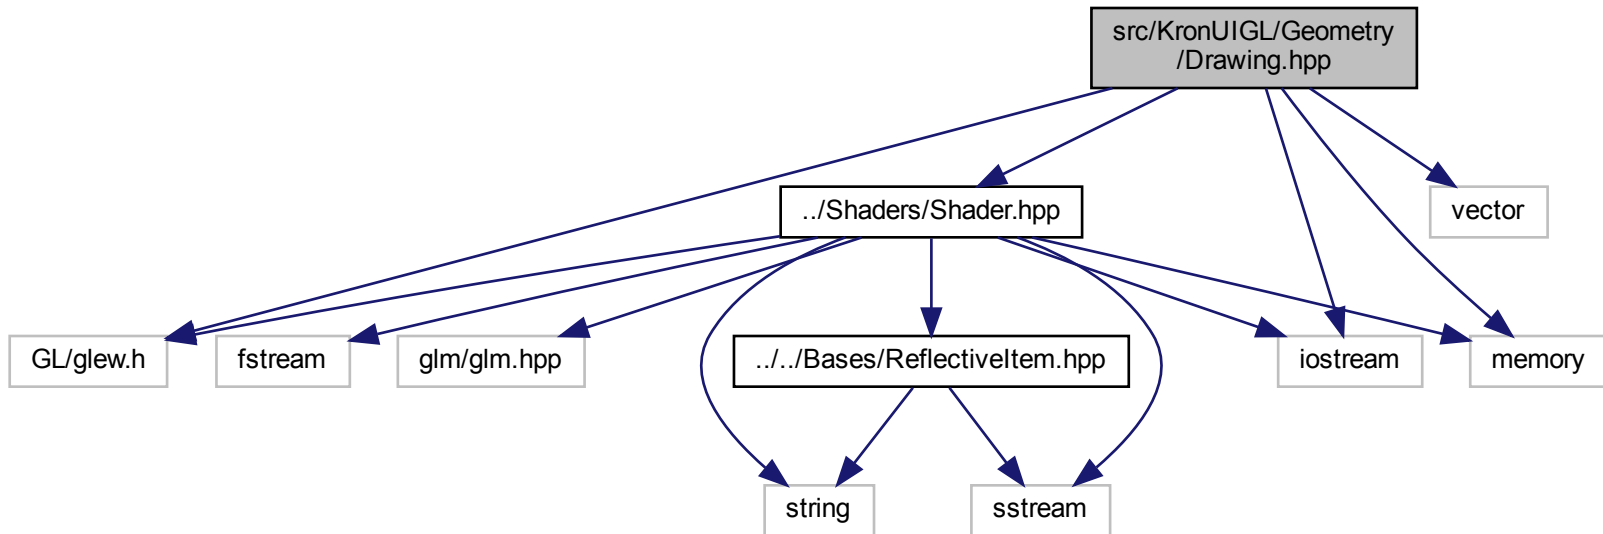 src/KronUIGL/Geometry
/Drawing.hpp
../Shaders/Shader.hpp
vector
GL/glew.h
fstream
glm/glm.hpp
../../Bases/ReflectiveItem.hpp
iostream
memory
string
sstream